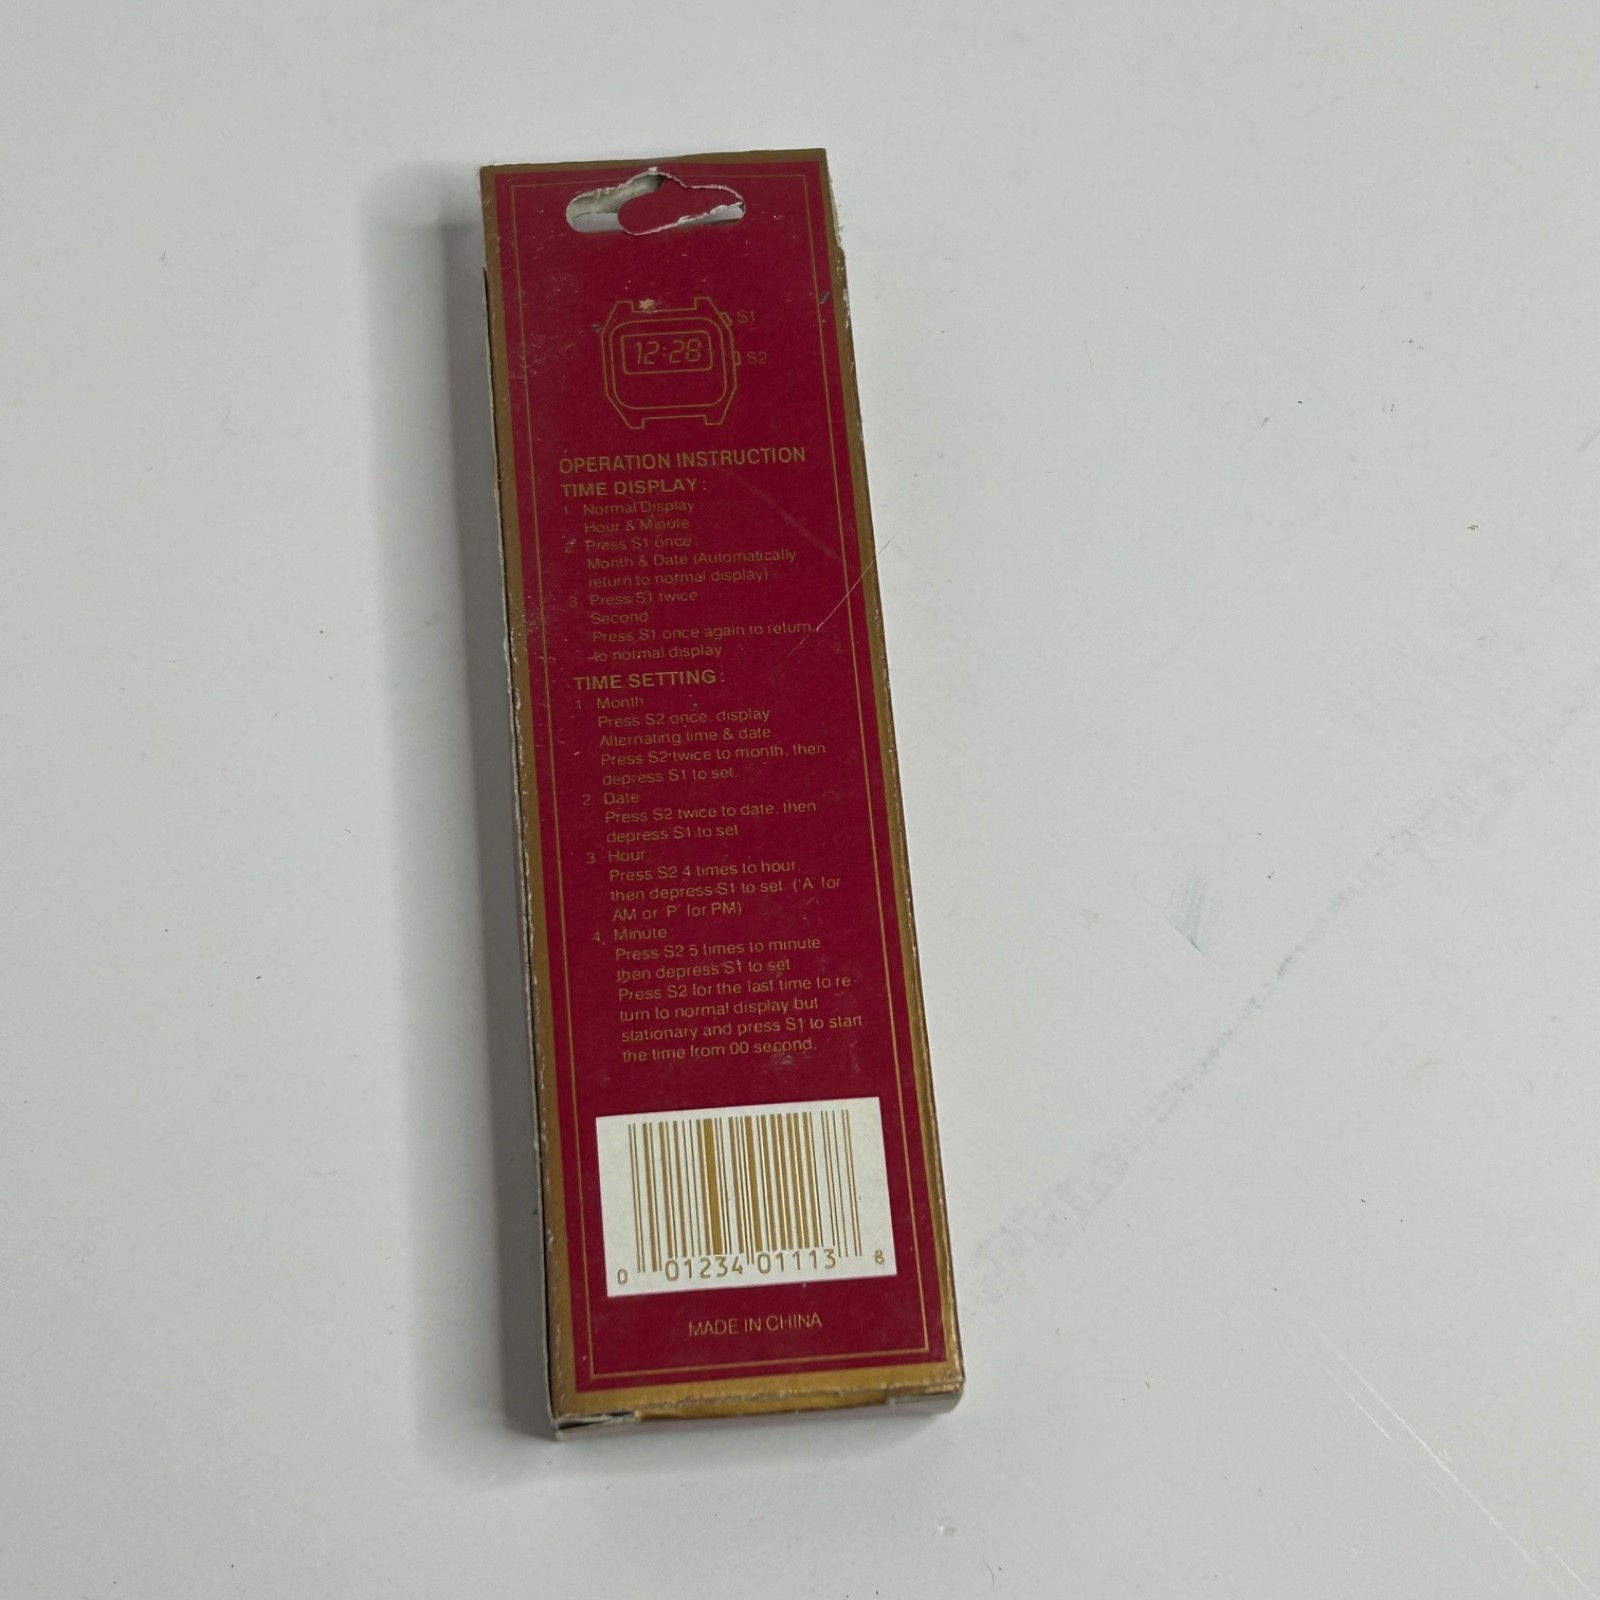 S1
12:28
S2
OPERATION INSTRUCTION
TIME DISPLAY:
1. Normal Display
Hour & Minute
2. Press S1 once:
Month & Date (Automatically
return to normal display)
3. Press S1 twice
Second
Press S1 once again to return
to normal display
TIME SETTING:
1. Month
Press S2 once, display
Alternating time & date
Press S2 twice to month, then
depress S1 to set.
2. Date
Press S2 twice to date, then
depress S1 to set
3. Hour
Press S2 4 times to hour,
then depress S1 to set. ('A' for
AM or 'P' for PM)
4. Minute
Press S2 5 times to minute
then depress S1 to set
Press S2 for the last time to re-
turn to normal display but
stationary and press S1 to start
the time from 00 second.
0 01234 01113 8
MADE IN CHINA